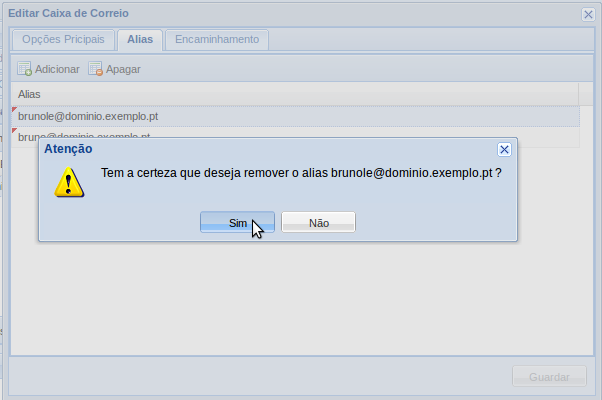 Editar Caixa de Correio
Opções Pricipais Alias Encaminhamento
Adicionar Apagar
Alias
brunole@dominio.exemplo.pt
bruno@dominio.exemplo.pt
Atenção
Tem a certeza que deseja remover o alias brunole@dominio.exemplo.pt ?
Sim Não
Guardar